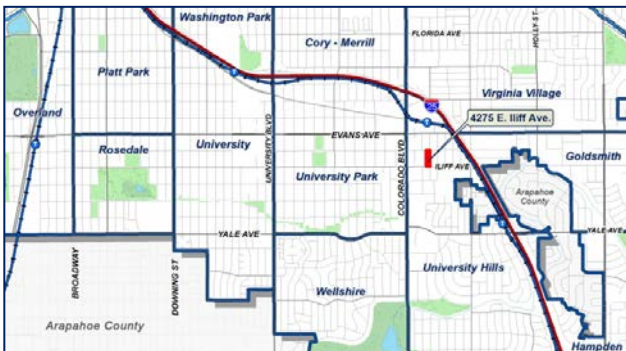 Washington Park
Cory - Merrill
FLORIDA AVE
HOLLY ST
Platt Park
Virginia Village
Overland
25
4275 E. Iliff Ave.
EVANS AVE
Rosedale
University
UNIVERSITY BLVD
University Park
COLORADO BLVD
ILIFF AVE
Goldsmith
Arapahoe
County
YALE AVE
YALE AVE
BROADWAY
DOWNING ST
University Hills
Wellshire
Arapahoe County
Hampden